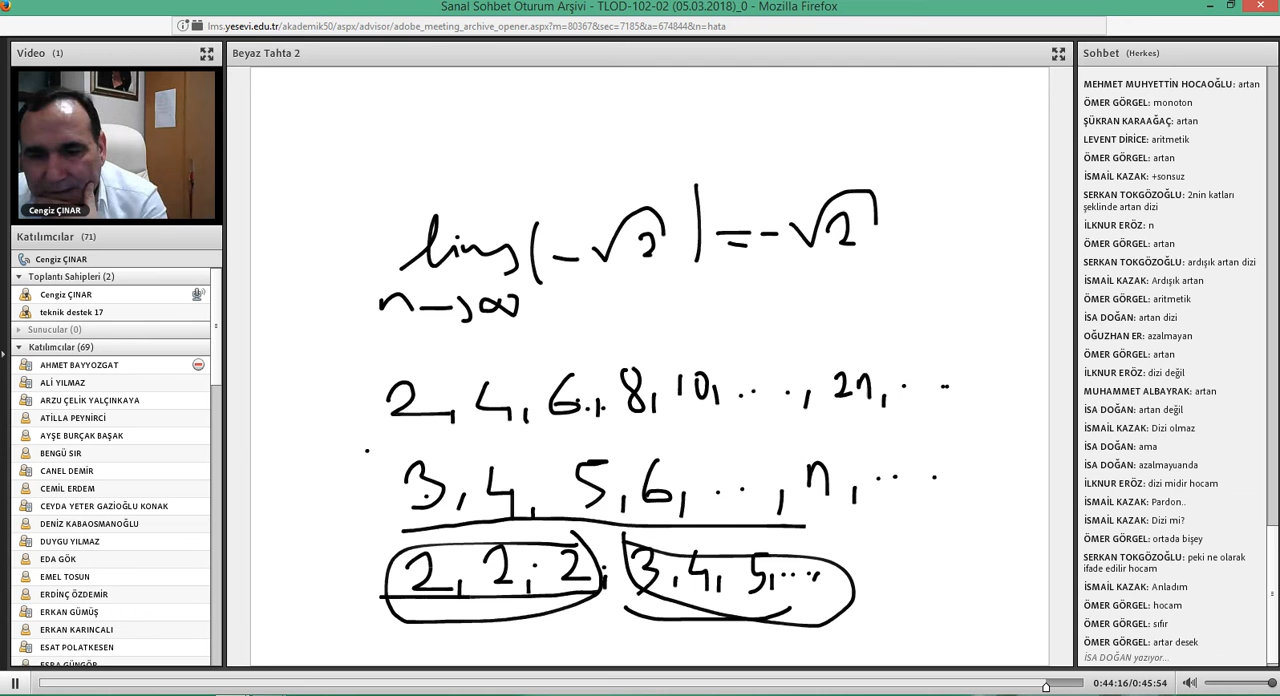 Sanal Sohbet Oturum Arşivi - TLOD-102-02 (05.03.2018)_0 - Mozilla Firefox
lms.yesevi.edu.tr/akademik50/aspx/advisor/adobe_meeting_archive_opener.aspx?m=80367&sec=7185&a=674844&n=hata
Video (1)
Cengiz ÇINAR
Katılımcılar (71)
Cengiz ÇINAR
Toplantı Sahipleri (2)
Cengiz ÇINAR
teknik destek 17
Sunucular (0)
Katılımcılar (69)
AHMET BAYYOZGAT
ALİ YILMAZ
ARZU ÇELİK YALÇINKAYA
ATİLLA PEYNİRCİ
AYŞE BURÇAK BAŞAK
BENGÜ SIR
CANEL DEMİR
CEMİL ERDEM
CEYDA YETER GAZİOĞLU KONAK
DENİZ KABAOSMANOĞLU
DUYGU YILMAZ
EDA GÖK
EMEL TOSUN
ERDİNÇ ÖZDEMİR
ERKAN GÜMÜŞ
ERKAN KARINCALI
ESAT POLATKESEN
ESRA GÜNGÖR
Beyaz Tahta 2
lim (-√2) = -√2
n→∞
2, 4, 6, 8, 10, ..., 2n, ...
3, 4, 5, 6, ..., n, ...
2, 2, 2, 3, 4, 5, ...
Sohbet (Herkes)
MEHMET MUHYETTİN HOCAOĞLU: artan
ÖMER GÖRGEL: monoton
ŞÜKRAN KARAAĞAÇ: artan
LEVENT DİRİCE: aritmetik
ÖMER GÖRGEL: artan
İSMAİL KAZAK: +sonsuz
SERKAN TOKGÖZOĞLU: 2nin katları
şeklinde artan dizi
İLKNUR ERÖZ: n
ÖMER GÖRGEL: artan
SERKAN TOKGÖZOĞLU: ardışık artan dizi
İSMAİL KAZAK: Ardışık artan
ÖMER GÖRGEL: aritmetik
İSA DOĞAN: artan dizi
OĞUZHAN ER: azalmayan
ÖMER GÖRGEL: artan
İLKNUR ERÖZ: dizi değil
MUHAMMET ALBAYRAK: artan
İSA DOĞAN: artan değil
İSMAİL KAZAK: Dizi olmaz
İSA DOĞAN: ama
İSA DOĞAN: azalmayuanda
İLKNUR ERÖZ: dizi midir hocam
İSMAİL KAZAK: Pardon..
İSMAİL KAZAK: Dizi mi?
ÖMER GÖRGEL: ortada bişey
SERKAN TOKGÖZOĞLU: peki ne olarak
ifade edilir hocam
İSMAİL KAZAK: Anladım
ÖMER GÖRGEL: hocam
ÖMER GÖRGEL: sıfır
ÖMER GÖRGEL: artar desek
İSA DOĞAN yazıyor...
0:44:16/0:45:54